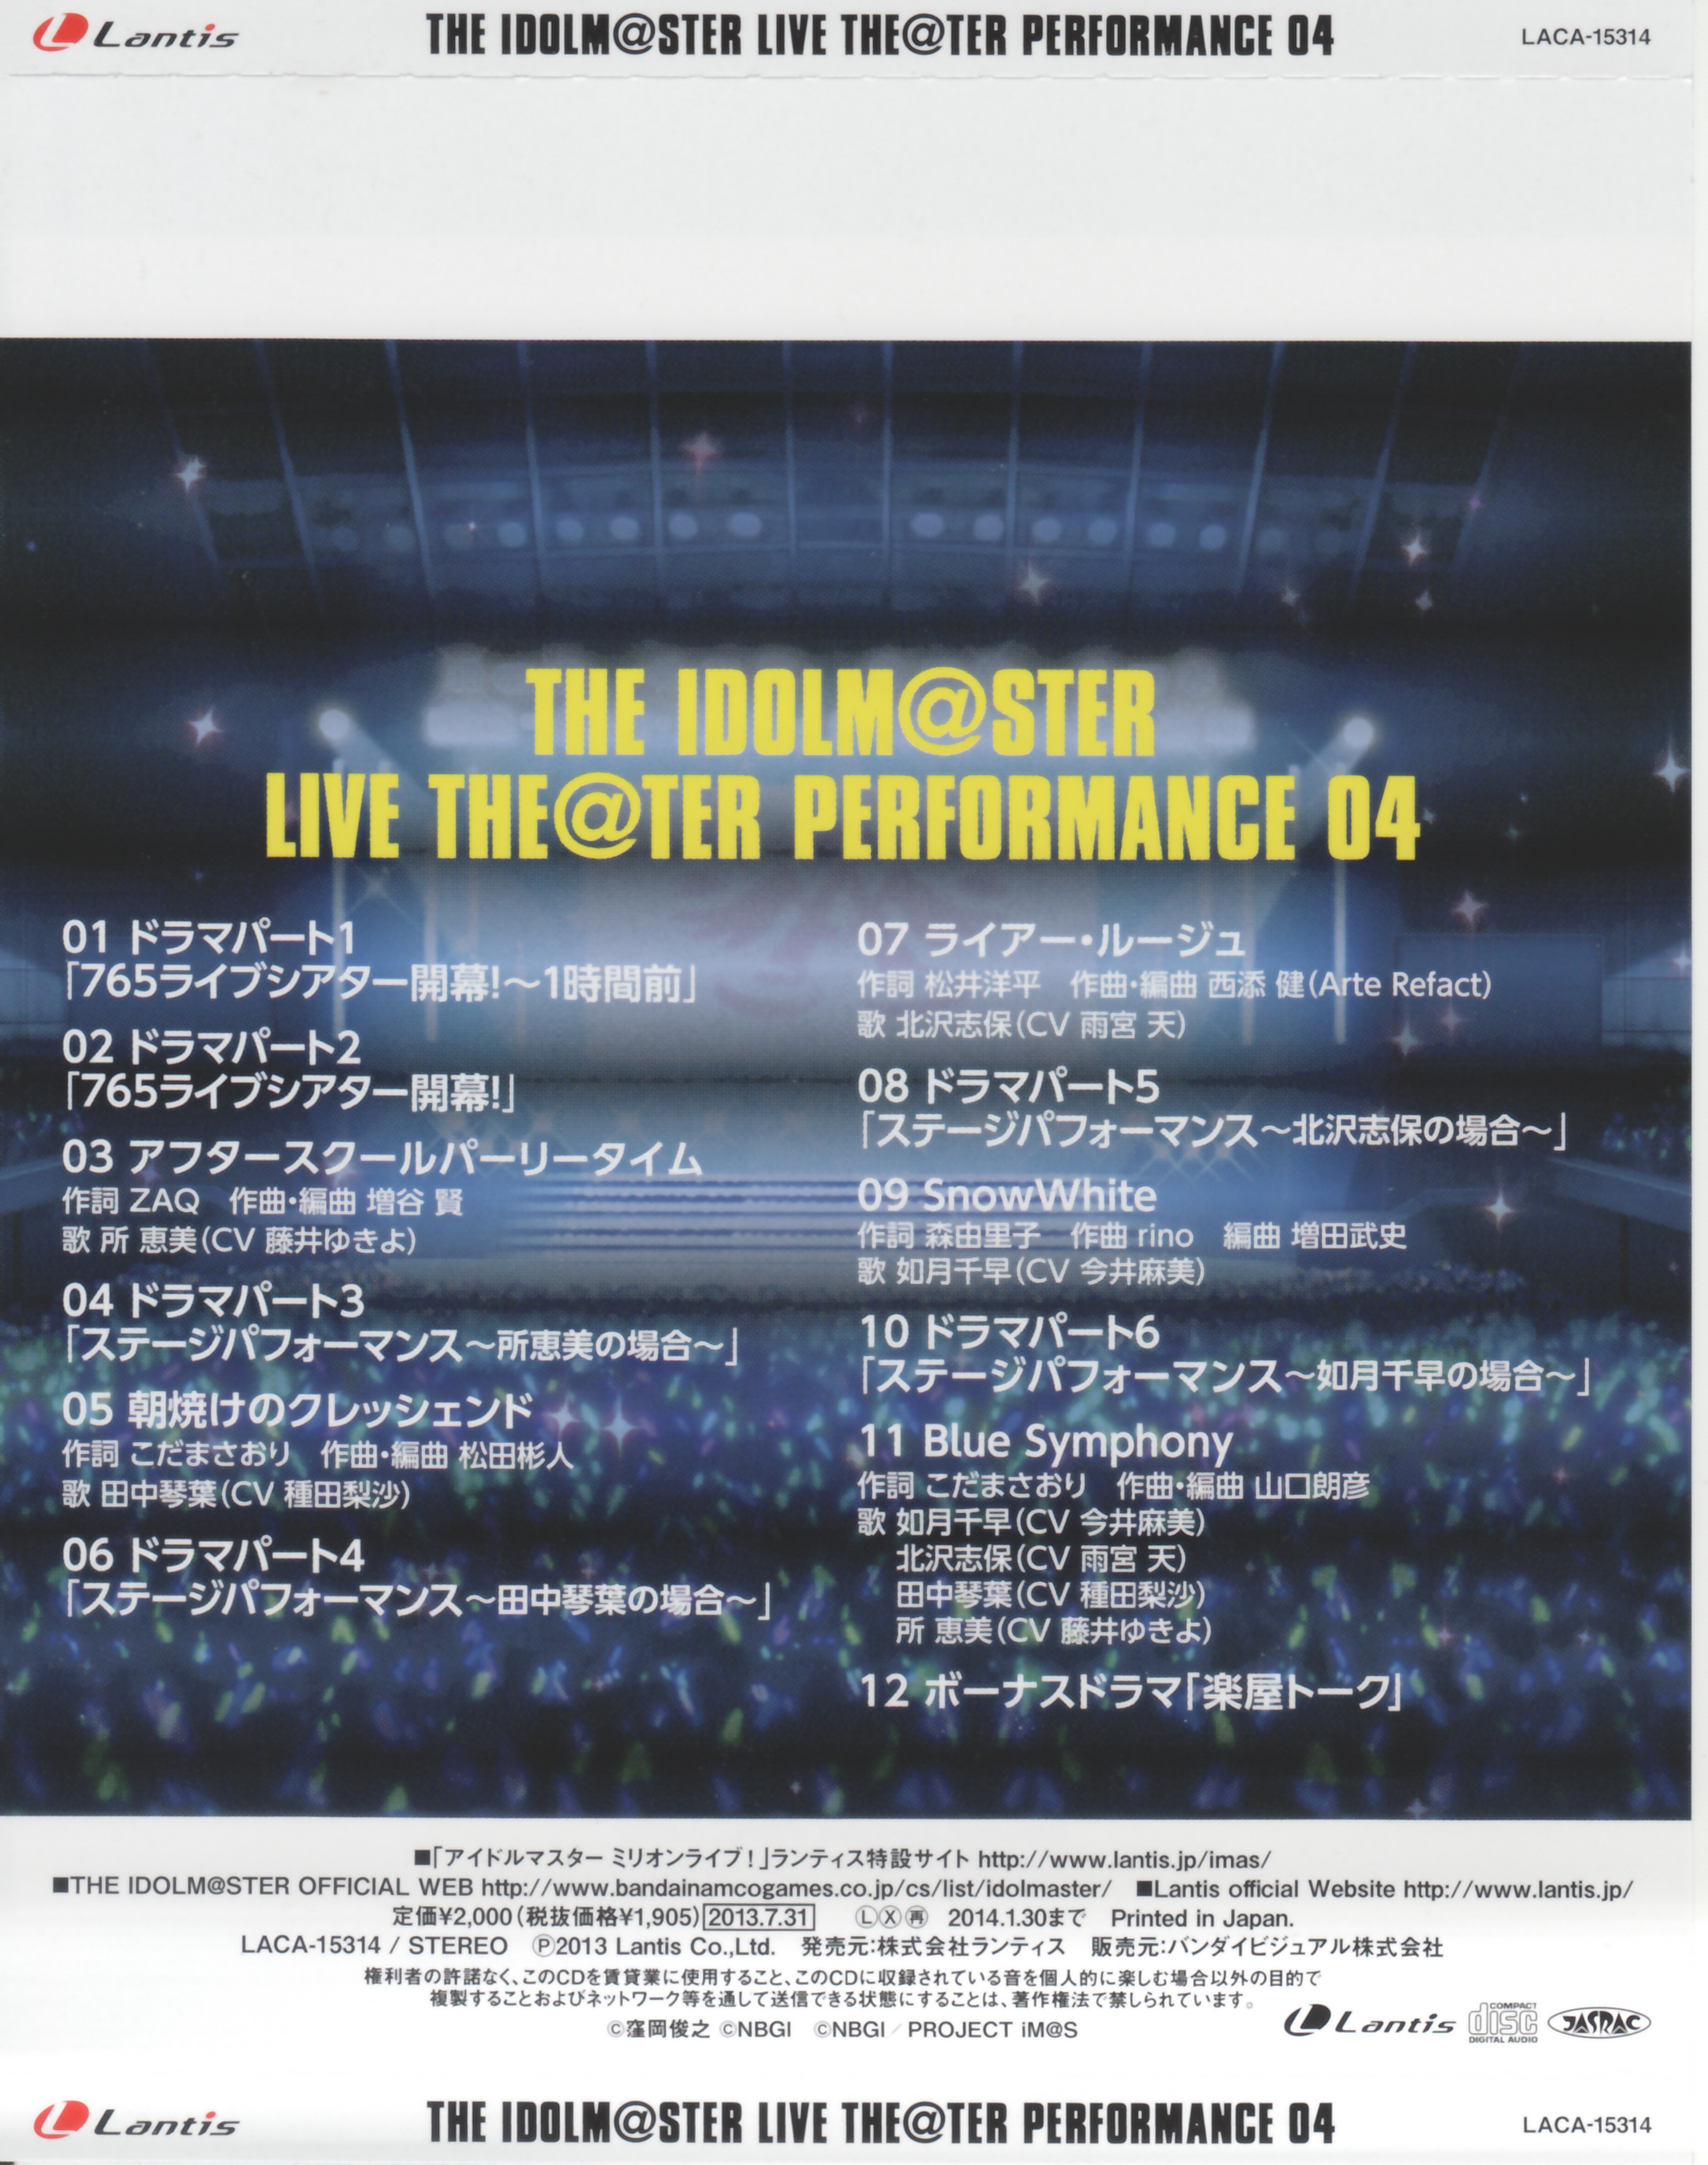 Lantis THE IDOLM@STER LIVE THE@TER PERFORMANCE 04 LACA-15314
THE IDOLM@STER
LIVE THE@TER PERFORMANCE 04
01 ドラマパート1
「765ライブシアター開幕!～1時間前」
02 ドラマパート2
「765ライブシアター開幕!」
03 アフタースクールパーリータイム
作詞 ZAQ 作曲・編曲 増谷 賢
歌 所 恵美(CV 藤井ゆきよ)
04 ドラマパート3
「ステージパフォーマンス～所恵美の場合～」
05 朝焼けのクレッシェンド
作詞 こだまさおり 作曲・編曲 松田彬人
歌 田中琴葉(CV 種田梨沙)
06 ドラマパート4
「ステージパフォーマンス～田中琴葉の場合～」
07 ライアー・ルージュ
作詞 松井洋平 作曲・編曲 西添 健(Arte Refact)
歌 北沢志保(CV 雨宮 天)
08 ドラマパート5
「ステージパフォーマンス～北沢志保の場合～」
09 SnowWhite
作詞 森由里子 作曲 rino 編曲 増田武史
歌 如月千早(CV 今井麻美)
10 ドラマパート6
「ステージパフォーマンス～如月千早の場合～」
11 Blue Symphony
作詞 こだまさおり 作曲・編曲 山口朗彦
歌 如月千早(CV 今井麻美)
北沢志保(CV 雨宮 天)
田中琴葉(CV 種田梨沙)
所 恵美(CV 藤井ゆきよ)
12 ボーナスドラマ「楽屋トーク」
■「アイドルマスター ミリオンライブ！」ランティス特設サイト http://www.lantis.jp/imas/
■THE IDOLM@STER OFFICIAL WEB http://www.bandainamcogames.co.jp/cs/list/idolmaster/ ■Lantis official Website http://www.lantis.jp/
定価¥2,000(税抜価格¥1,905) 2013.7.31 Ⓛ Ⓧ 再 2014.1.30まで Printed in Japan.
LACA-15314 / STEREO Ⓟ2013 Lantis Co.,Ltd. 発売元:株式会社ランティス 販売元:バンダイビジュアル株式会社
権利者の許諾なく、このCDを賃貸業に使用すること、このCDに収録されている音を個人的に楽しむ場合以外の目的で
複製することおよびネットワーク等を通して送信できる状態にすることは、著作権法で禁じられています。
©窪岡俊之 ©NBGI ©NBGI／PROJECT iM@S
Lantis COMPACT disc DIGITAL AUDIO JASRAC
Lantis THE IDOLM@STER LIVE THE@TER PERFORMANCE 04 LACA-15314